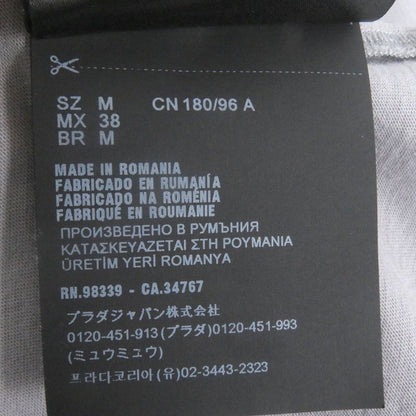 SZ M CN 180/96 A
MX 38
BR M
MADE IN ROMANIA
FABRICADO EN RUMANÍA
FABRICADO NA ROMÉNIA
FABRIQUÉ EN ROUMANIE
ПРОИЗВЕДЕНО В РУМЪНИЯ
ΚΑΤΑΣΚΕΥΑΖΕΤΑΙ ΣΤΗ ΡΟΥΜΑΝΙΑ
ÜRETİM YERİ ROMANYA
RN.98339 - CA.34767
プラダジャパン株式会社
0120-451-913(プラダ)0120-451-993
(ミュウミュウ)
프라다코리아(유)02-3443-2323